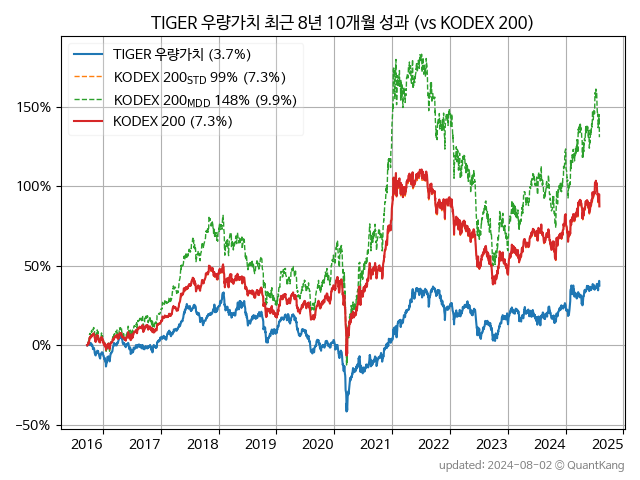 TIGER 우량가치 최근 8년 10개월 성과 (vs KODEX 200)
TIGER 우량가치 (3.7%)
KODEX 200STD 99% (7.3%)
KODEX 200MDD 148% (9.9%)
KODEX 200 (7.3%)
150%
100%
50%
0%
−50%
2016 2017 2018 2019 2020 2021 2022 2023 2024 2025
updated: 2024-08-02 © QuantKang